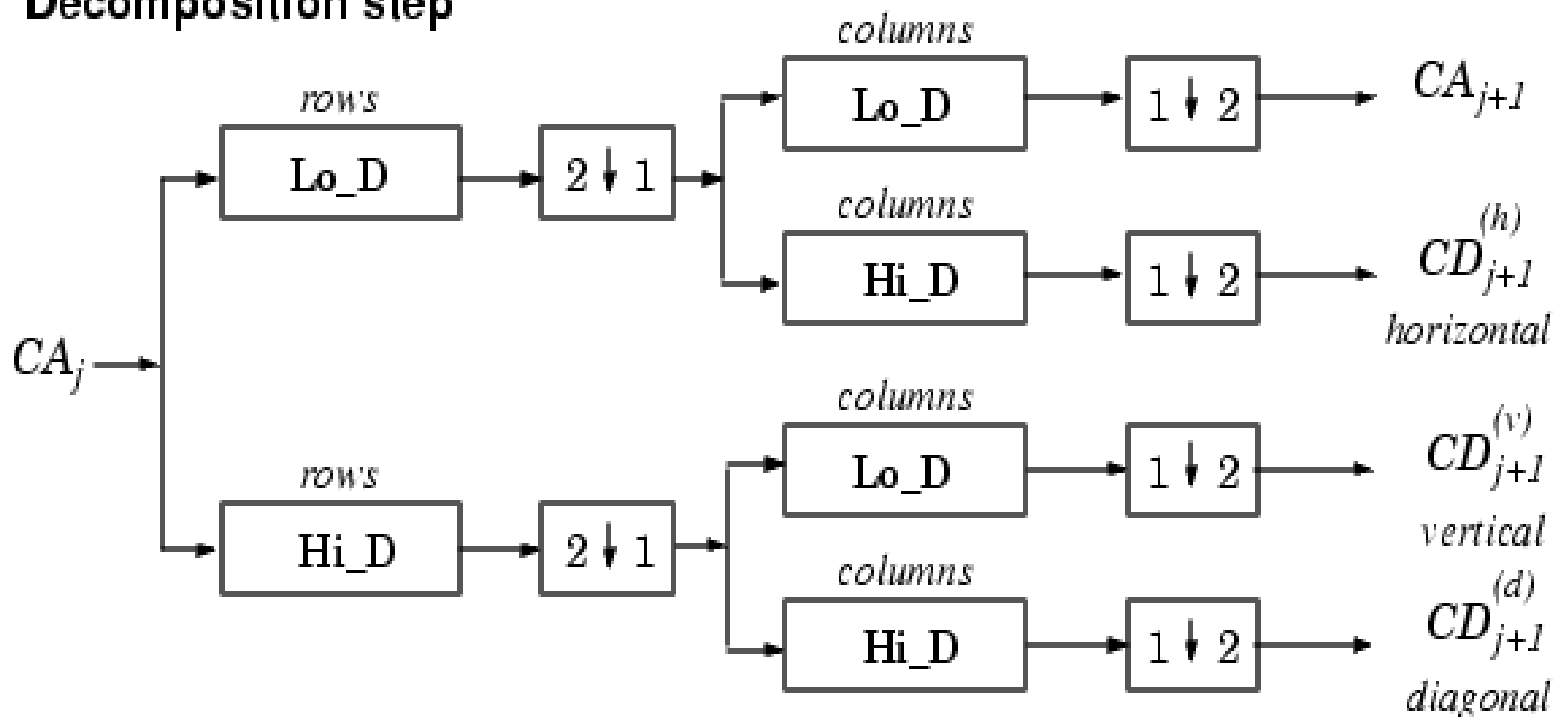 Decomposition step
columns
rows
Lo_D
1 ↓ 2
CA_{j+1}
Lo_D
2 ↓ 1
columns
Hi_D
1 ↓ 2
CD_{j+1}^{(h)}
horizontal
CA_j
columns
rows
Lo_D
1 ↓ 2
CD_{j+1}^{(v)}
vertical
Hi_D
2 ↓ 1
columns
Hi_D
1 ↓ 2
CD_{j+1}^{(d)}
diagonal